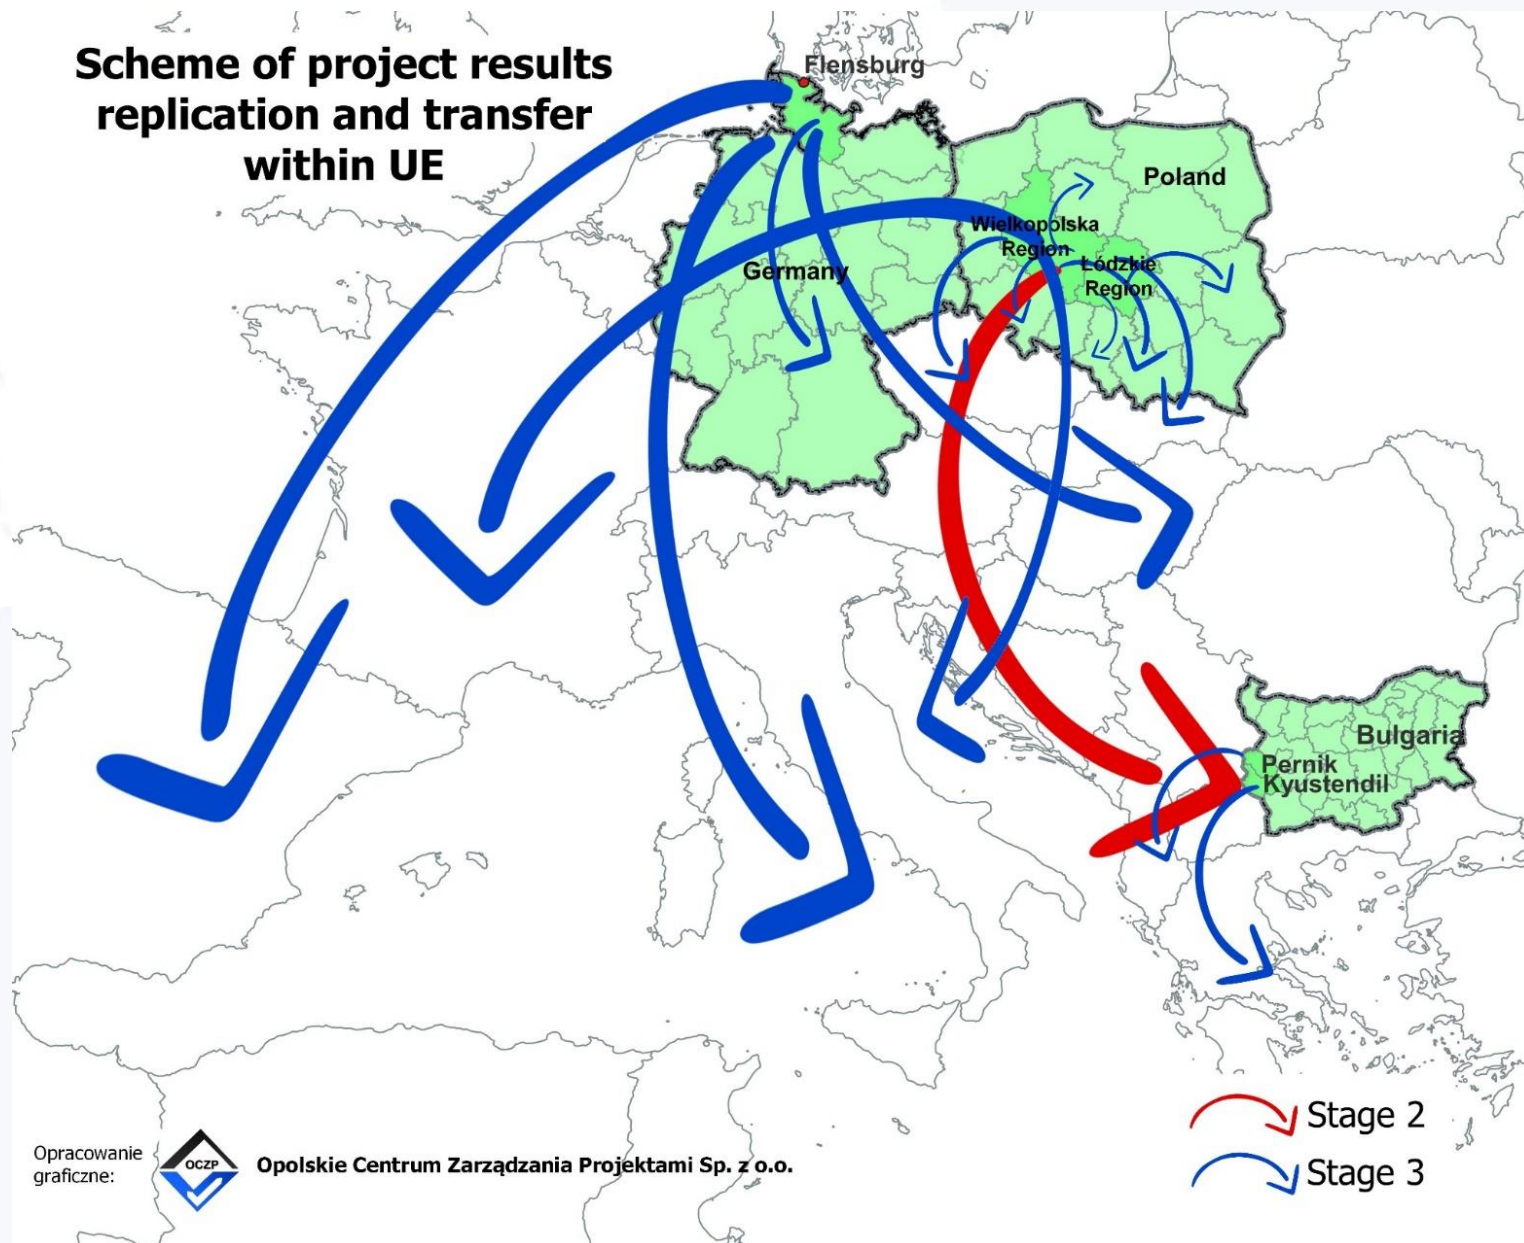 Scheme of project results
replication and transfer
within UE
Flensburg
Poland
Wielkopolska
Region
Łódzkie
Region
Germany
Bulgaria
Pernik
Kyustendil
Stage 2
Stage 3
Opracowanie
graficzne:
OCZP
Opolskie Centrum Zarządzania Projektami Sp. z o.o.